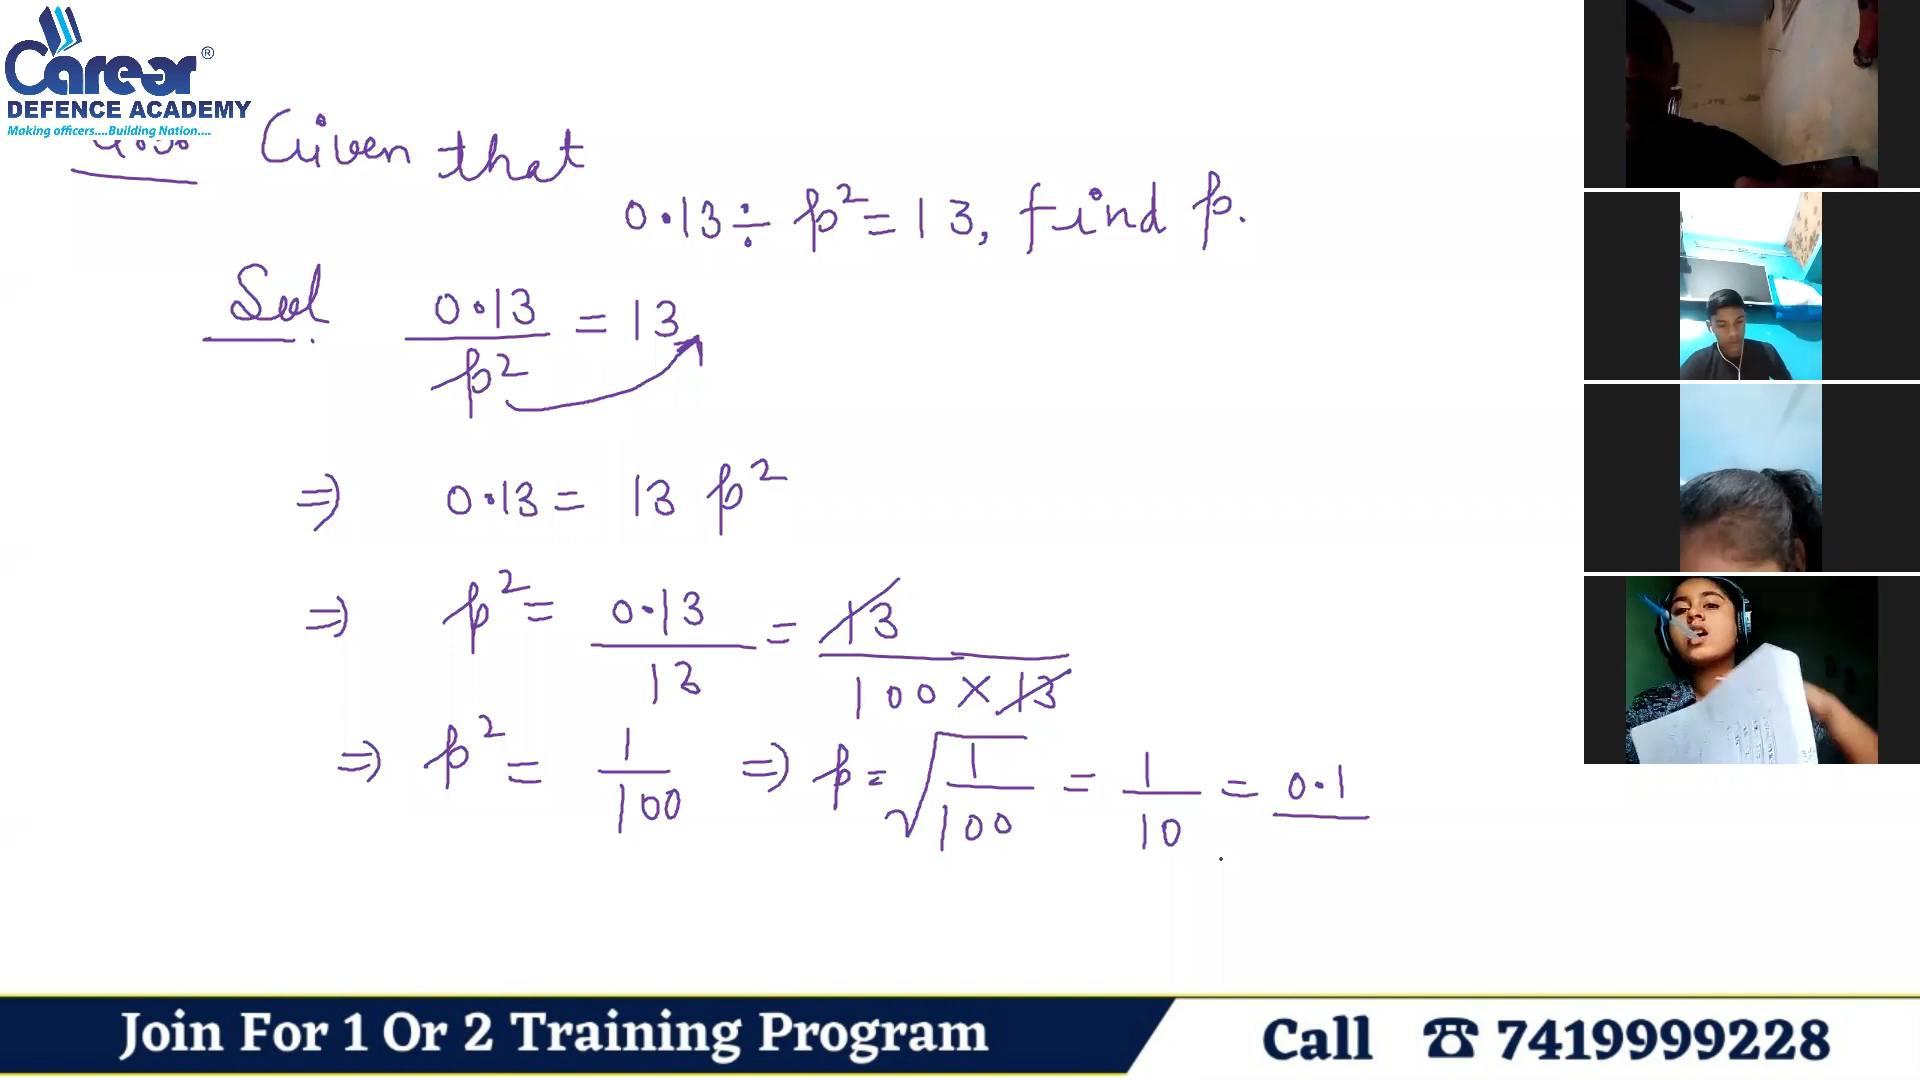 Carear®
DEFENCE ACADEMY
Making officers....Building Nation....
Given that
0.13 ÷ p² = 13, find p.
Sol
0.13 / p² = 13
⇒ 0.13 = 13 p²
⇒ p² = 0.13 / 13 = 13 / 100 × 13
⇒ p² = 1 / 100 ⇒ p = √(1 / 100) = 1 / 10 = 0.1
Join For 1 Or 2 Training Program
Call ☎ 7419999228